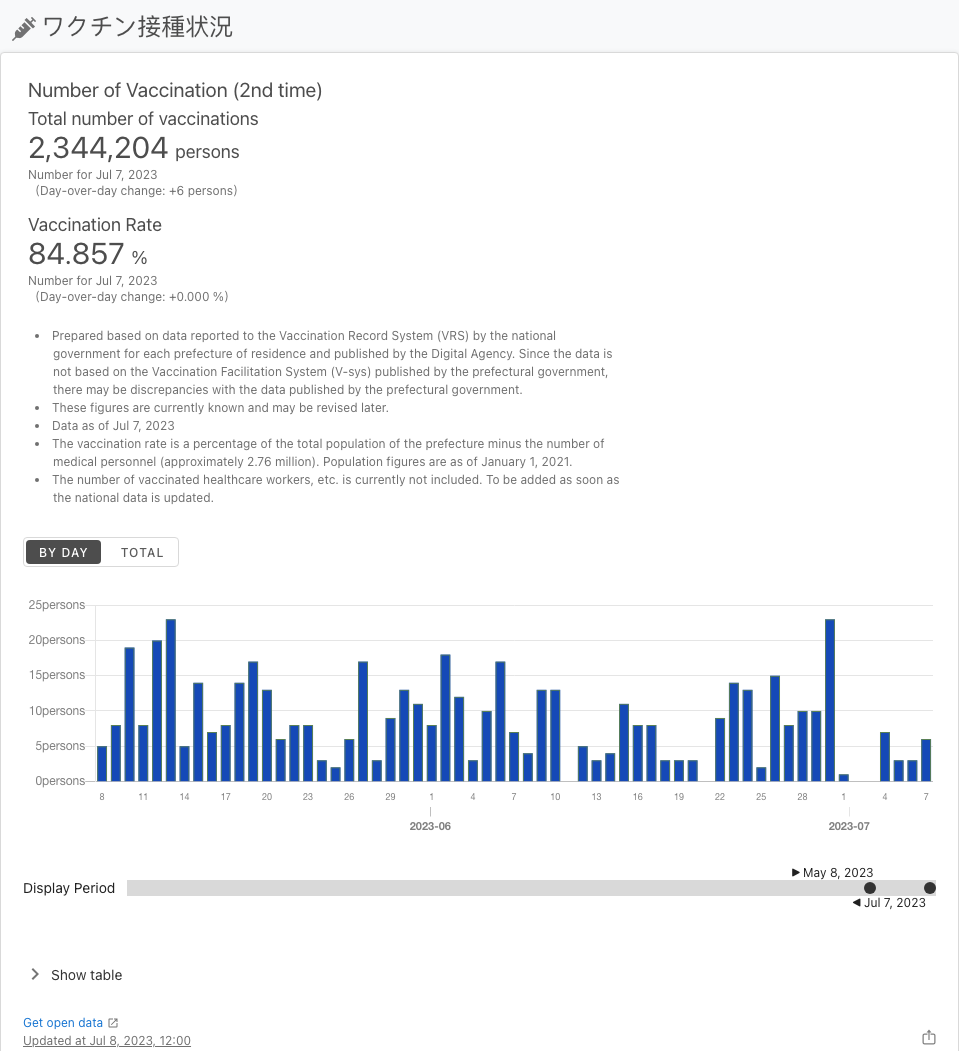 ワクチン接種状況
Number of Vaccination (2nd time)
Total number of vaccinations
2,344,204 persons
Number for Jul 7, 2023
(Day-over-day change: +6 persons)
Vaccination Rate
84.857 %
Number for Jul 7, 2023
(Day-over-day change: +0.000 %)
• Prepared based on data reported to the Vaccination Record System (VRS) by the national
government for each prefecture of residence and published by the Digital Agency. Since the data is
not based on the Vaccination Facilitation System (V-sys) published by the prefectural government,
there may be discrepancies with the data published by the prefectural government.
• These figures are currently known and may be revised later.
• Data as of Jul 7, 2023
• The vaccination rate is a percentage of the total population of the prefecture minus the number of
medical personnel (approximately 2.76 million). Population figures are as of January 1, 2021.
• The number of vaccinated healthcare workers, etc. is currently not included. To be added as soon as
the national data is updated.
BY DAY TOTAL
25persons
20persons
15persons
10persons
5persons
0persons
8 11 14 17 20 23 26 29 1 4 7 10 13 16 19 22 25 28 1 4 7
2023-06 2023-07
May 8, 2023
Display Period
Jul 7, 2023
Show table
Get open data
Updated at Jul 8, 2023, 12:00